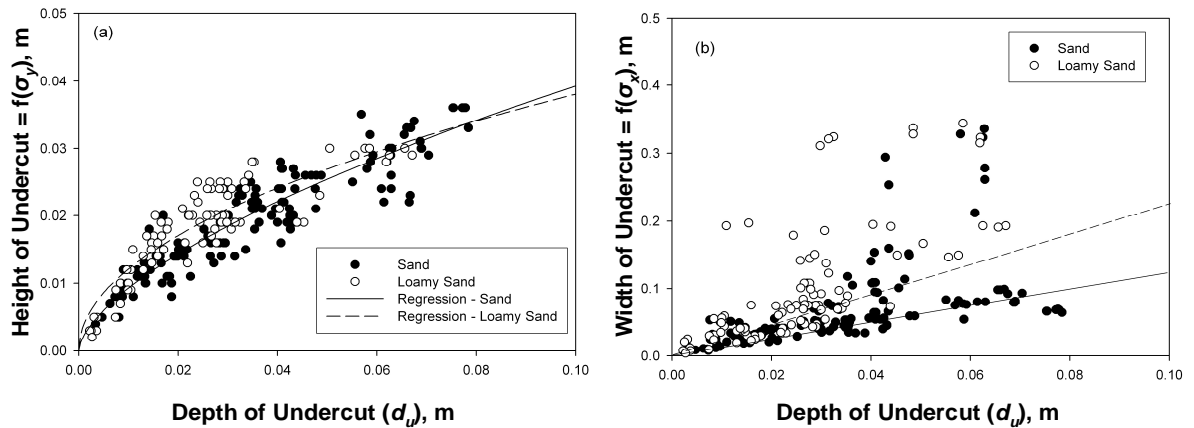 (a)
Height of Undercut = f(σy), m
0.05
0.04
0.03
0.02
0.01
0.00
Sand
Loamy Sand
Regression - Sand
Regression - Loamy Sand
0.00 0.02 0.04 0.06 0.08 0.10
Depth of Undercut (du), m
(b)
Width of Undercut = f(σx), m
0.5
0.4
0.3
0.2
0.1
0.0
Sand
Loamy Sand
0.00 0.02 0.04 0.06 0.08 0.10
Depth of Undercut (du), m